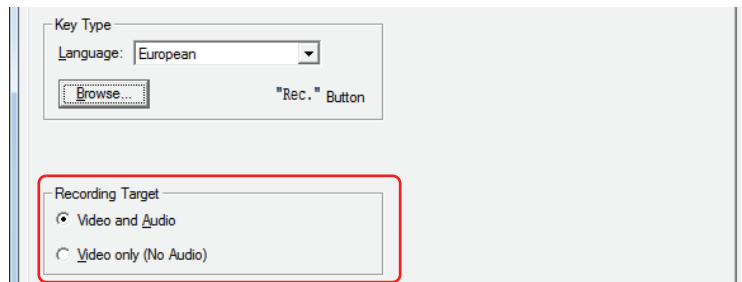 Key Type
Language: European
Browse... "Rec." Button
Recording Target
Video and Audio
Video only (No Audio)